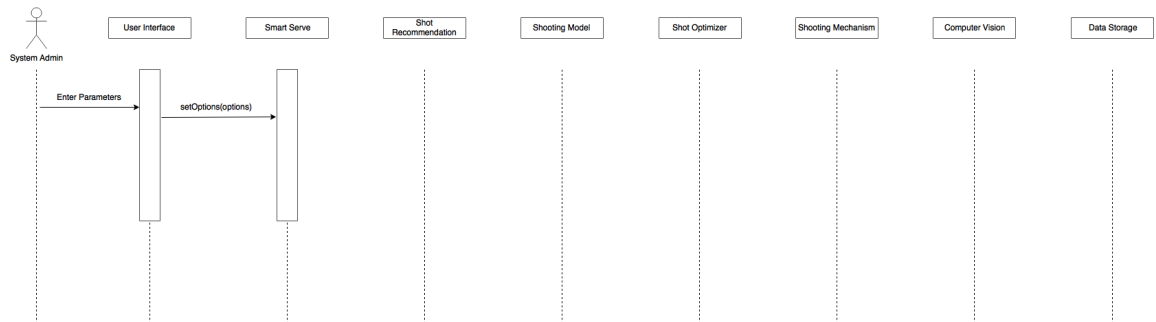 System Admin
User Interface
Smart Serve
Shot
Recommendation
Shooting Model
Shot Optimizer
Shooting Mechanism
Computer Vision
Data Storage
Enter Parameters
setOptions(options)